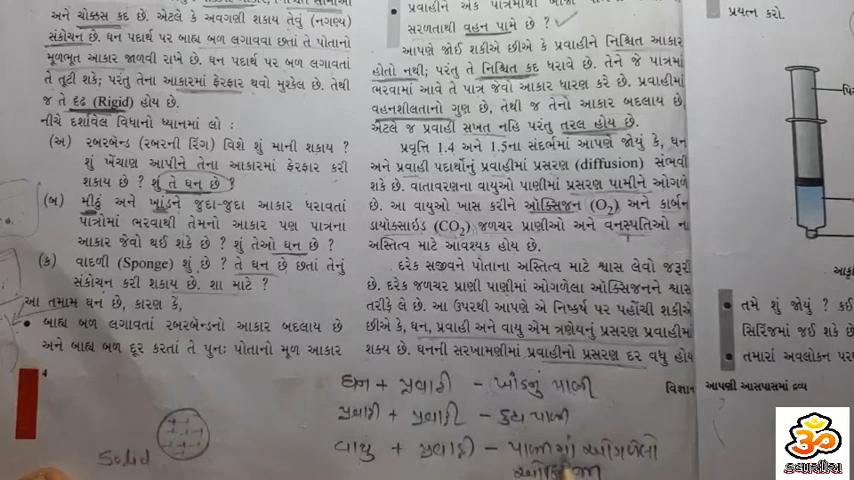 અને ચોક્કસ કદ છે. એટલે કે અવગણી શકાય તેવું (નગણ્ય)
સંકોચન છે. ઘન પદાર્થ પર બાહ્ય બળ લગાવવા છતાં તે પોતાનો
મૂળભૂત આકાર જાળવી રાખે છે. ઘન પદાર્થ પર બળ લગાવતાં
તે તૂટી શકે; પરંતુ તેના આકારમાં ફેરફાર થવો મુશ્કેલ છે. તેથી
જ તે દૃઢ (Rigid) હોય છે.
નીચે દર્શાવેલ વિધાનો ધ્યાનમાં લો :
(અ) રબરબેન્ડ (રબરની રિંગ) વિશે શું માની શકાય ?
શું ખેંચાણ આપીને તેના આકારમાં ફેરફાર કરી
શકાય છે ? શું તે ઘન છે ?
(બ) મીઠું અને ખાંડને જુદા-જુદા આકાર ધરાવતાં
પાત્રોમાં ભરવાથી તેમનો આકાર પણ પાત્રના
આકાર જેવો થઈ શકે છે ? શું તેઓ ઘન છે ?
(ક) વાદળી (Sponge) શું છે ? તે ઘન છે છતાં તેનું
સંકોચન કરી શકાય છે. શા માટે ?
આ તમામ ઘન છે, કારણ કે,
• બાહ્ય બળ લગાવતાં રબરબેન્ડનો આકાર બદલાય છે
અને બાહ્ય બળ દૂર કરતાં તે પુનઃ પોતાનો મૂળ આકાર
4
Solid
સરળતાથી વહન પામે છે ?
આપણે જોઈ શકીએ છીએ કે પ્રવાહીને નિશ્ચિત આકાર
હોતો નથી; પરંતુ તે નિશ્ચિત કદ ધરાવે છે. તેને જે પાત્રમાં
ભરવામાં આવે તે પાત્ર જેવો આકાર ધારણ કરે છે. પ્રવાહીમાં
વહનશીલતાનો ગુણ છે, તેથી જ તેનો આકાર બદલાય છે
એટલે જ પ્રવાહી સખત નહિ પરંતુ તરલ હોય છે.
પ્રવૃત્તિ 1.4 અને 1.5ના સંદર્ભમાં આપણે જોયું કે, ઘન
અને પ્રવાહી પદાર્થોનું પ્રવાહીમાં પ્રસરણ (diffusion) સંભવી
શકે છે. વાતાવરણના વાયુઓ પાણીમાં પ્રસરણ પામીને ઓગળે
છે. આ વાયુઓ ખાસ કરીને ઑક્સિજન (O₂) અને કાર્બન
ડાયૉક્સાઇડ (CO₂) જળચર પ્રાણીઓ અને વનસ્પતિઓ ના
અસ્તિત્વ માટે આવશ્યક હોય છે.
દરેક સજીવને પોતાના અસ્તિત્વ માટે શ્વાસ લેવો જરૂરી
છે. દરેક જળચર પ્રાણી પાણીમાં ઓગળેલા ઑક્સિજનને શ્વાસ
તરીકે લે છે. આ ઉપરથી આપણે એ નિષ્કર્ષ પર પહોંચી શકીએ
છીએ કે, ઘન, પ્રવાહી અને વાયુ એમ ત્રણેયનું પ્રસરણ પ્રવાહીમાં
શક્ય છે. ઘનની સરખામણીમાં પ્રવાહીનો પ્રસરણ દર વધુ હોય
ઘન + પ્રવાહી - ખાંડનું પાણી
પ્રવાહી + પ્રવાહી - દુધ પાણી
વાયુ + પ્રવાહી - પાણીમાં ઓગળેલો
વિજ્ઞાન
પ્રયત્ન કરો.
• તમે શું જોયું ?
સિરિંજમાં જઈ શકે છે
• તમારાં અવલોકન
આપણી આસપાસમાં દ્રવ્ય
ૐ